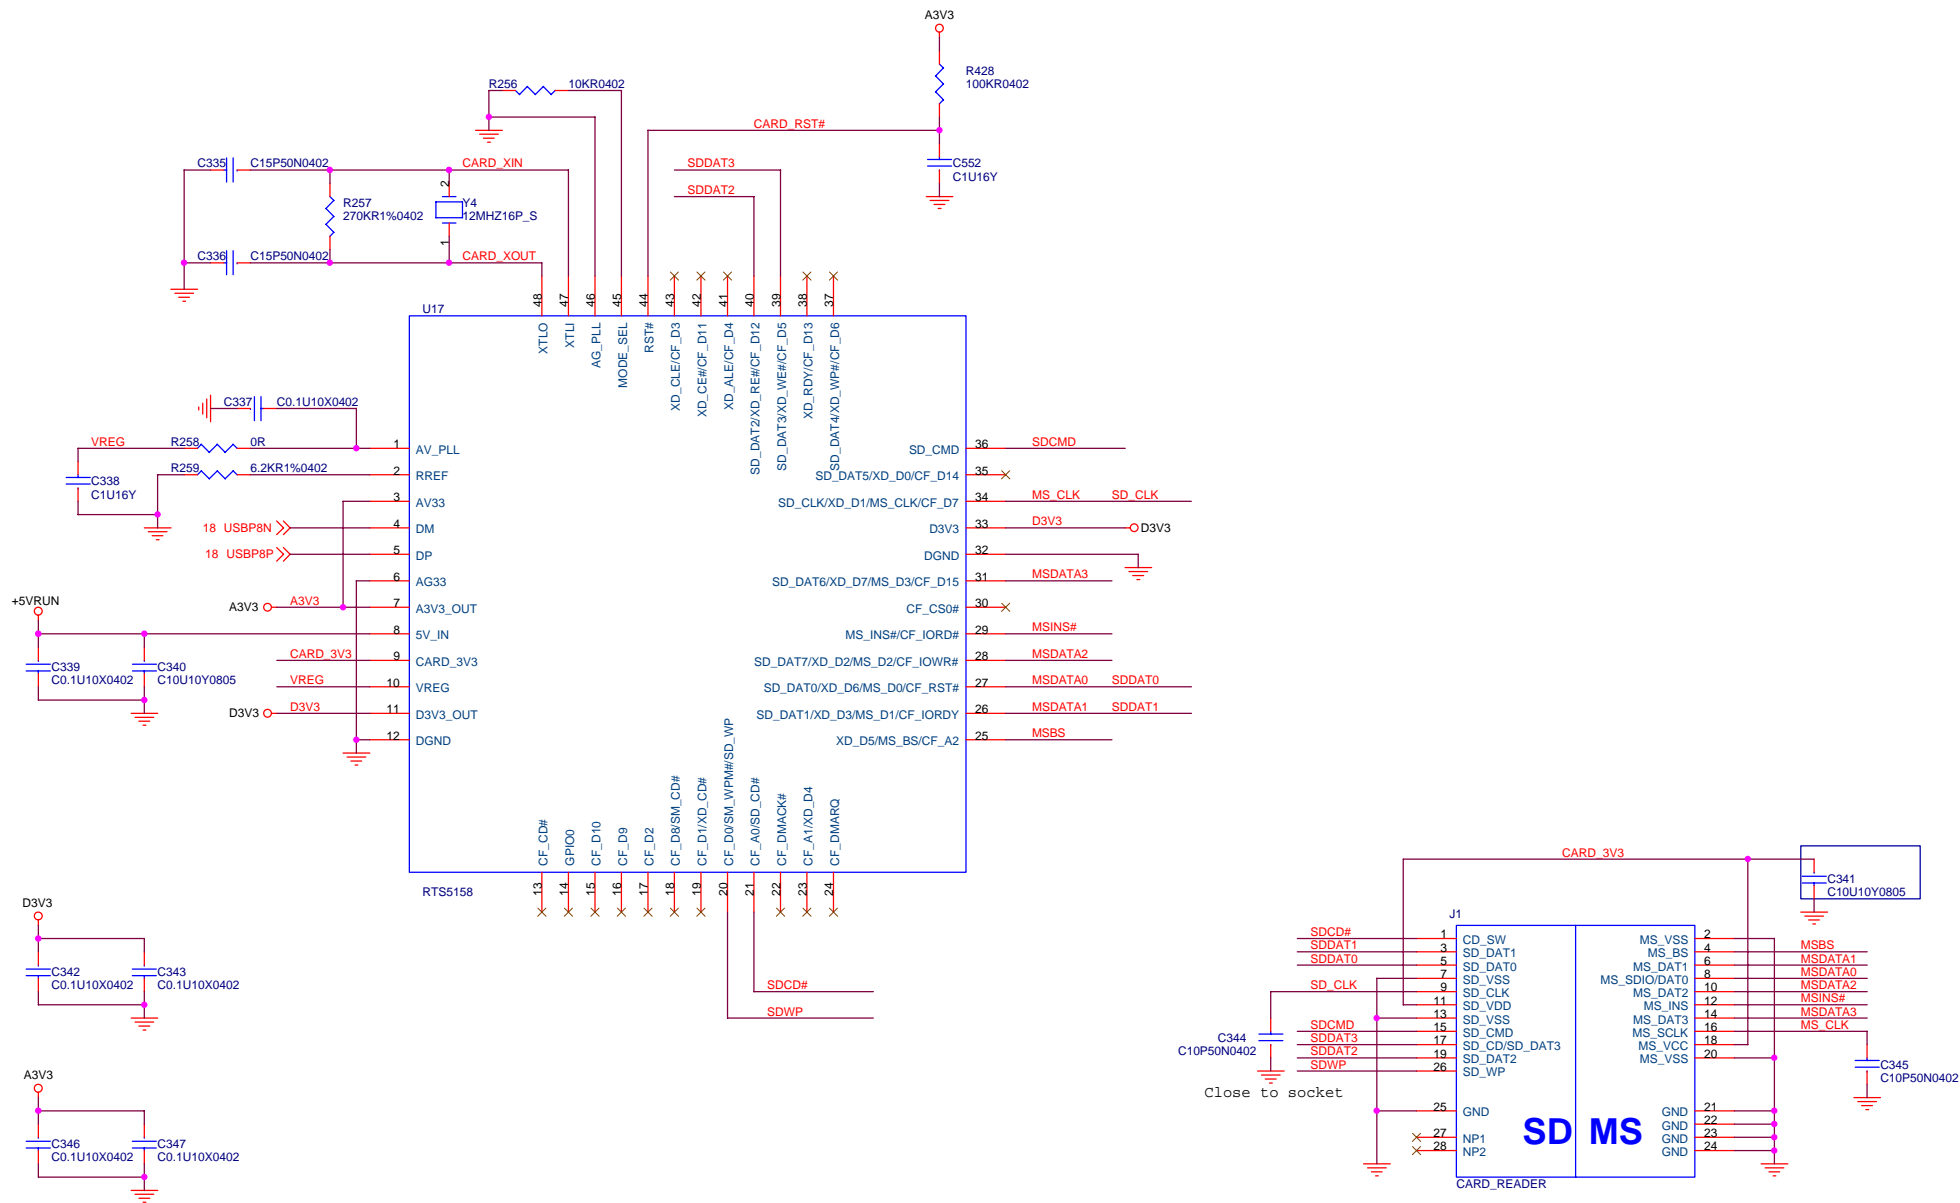 A3V3
R428
100KR0402
R256 10KR0402
CARD_RST#
C335 C15P50N0402 CARD_XIN
SDDAT3
C552
C1U16Y
SDDAT2
2
R257
270KR1%0402
Y4
12MHZ16P_S
1
C336 C15P50N0402 CARD_XOUT
48 47 46 45 44 43 42 41 40 39 38 37
U17
XTLO
XTLI
AG_PLL
MODE_SEL
RST#
XD_CLE/CF_D3
XD_CE#/CF_D11
XD_ALE/CF_D4
SD_DAT2/XD_RE#/CF_D12
SD_DAT3/XD_WE#/CF_D5
XD_RDY/CF_D13
SD_DAT4/XD_WP#/CF_D6
C337 C0.1U10X0402
VREG R258 0R 1 AV_PLL
R259 6.2KR1%0402 2 RREF
C338
C1U16Y
3 AV33
18 USBP8N 4 DM
18 USBP8P 5 DP
6 AG33
A3V3 A3V3 7 A3V3_OUT
+5VRUN
8 5V_IN
C339
C0.1U10X0402
C340
C10U10Y0805
CARD_3V3 9 CARD_3V3
VREG 10 VREG
D3V3 D3V3 11 D3V3_OUT
12 DGND
SD_CMD 36 SDCMD
SD_DAT5/XD_D0/CF_D14 35
SD_CLK/XD_D1/MS_CLK/CF_D7 34 MS_CLK SD_CLK
D3V3 33 D3V3 D3V3
DGND 32
SD_DAT6/XD_D7/MS_D3/CF_D15 31 MSDATA3
CF_CS0# 30
MS_INS#/CF_IORD# 29 MSINS#
SD_DAT7/XD_D2/MS_D2/CF_IOWR# 28 MSDATA2
SD_DAT0/XD_D6/MS_D0/CF_RST# 27 MSDATA0 SDDAT0
SD_DAT1/XD_D3/MS_D1/CF_IORDY 26 MSDATA1 SDDAT1
XD_D5/MS_BS/CF_A2 25 MSBS
CF_CD#
GPIO0
CF_D10
CF_D9
CF_D2
CF_D8/SM_CD#
CF_D1/XD_CD#
CF_D0/SM_WPM#/SD_WP
CF_A0/SD_CD#
CF_DMACK#
CF_A1/XD_D4
CF_DMARQ
RTS5158
13 14 15 16 17 18 19 20 21 22 23 24
SDCD#
SDWP
D3V3
C342
C0.1U10X0402
C343
C0.1U10X0402
A3V3
C346
C0.1U10X0402
C347
C0.1U10X0402
CARD_3V3
C341
C10U10Y0805
J1
SDCD# 1 CD_SW
SDDAT1 3 SD_DAT1
SDDAT0 5 SD_DAT0
7 SD_VSS
SD_CLK 9 SD_CLK
11 SD_VDD
13 SD_VSS
SDCMD 15 SD_CMD
SDDAT3 17 SD_CD/SD_DAT3
SDDAT2 19 SD_DAT2
SDWP 26 SD_WP
C344
C10P50N0402
Close to socket
25 GND
27 NP1
28 NP2
SD MS
MS_VSS 2
MS_BS 4 MSBS
MS_DAT1 6 MSDATA1
MS_SDIO/DAT0 8 MSDATA0
MS_DAT2 10 MSDATA2
MS_INS 12 MSINS#
MS_DAT3 14 MSDATA3
MS_SCLK 16 MS_CLK
MS_VCC 18
MS_VSS 20
C345
C10P50N0402
GND 21
GND 22
GND 23
GND 24
CARD_READER